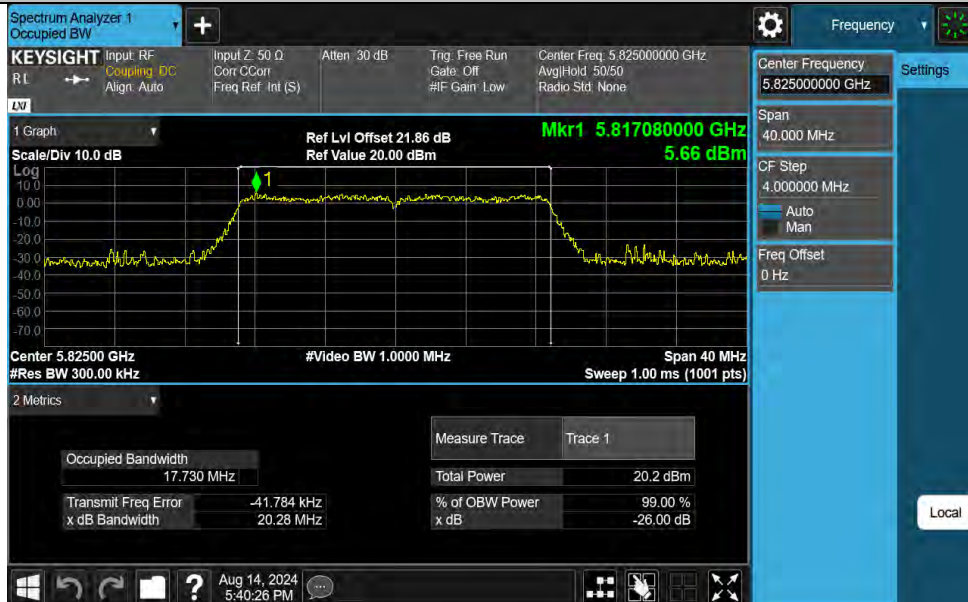 Spectrum Analyzer 1
Occupied BW
+
Frequency
KEYSIGHT
Input: RF
Coupling: DC
Align: Auto
Input Z: 50 Ω
Corr CCorr
Freq Ref: Int (S)
Atten: 30 dB
Trig: Free Run
Gate: Off
#IF Gain: Low
Center Freq: 5.825000000 GHz
Avg|Hold: 50/50
Radio Std: None
LXI
Center Frequency
5.825000000 GHz
Settings
Span
40.000 MHz
CF Step
4.000000 MHz
Auto
Man
Freq Offset
0 Hz
Local
1 Graph
Scale/Div 10.0 dB
Ref Lvl Offset 21.86 dB
Ref Value 20.00 dBm
Mkr1 5.817080000 GHz
5.66 dBm
Log
1
10.0
0.00
-10.0
-20.0
-30.0
-40.0
-50.0
-60.0
-70.0
Center 5.82500 GHz
#Res BW 300.00 kHz
#Video BW 1.0000 MHz
Span 40 MHz
Sweep 1.00 ms (1001 pts)
2 Metrics
Measure Trace
Trace 1
Occupied Bandwidth
17.730 MHz
Total Power
20.2 dBm
Transmit Freq Error
-41.784 kHz
% of OBW Power
99.00 %
x dB Bandwidth
20.28 MHz
x dB
-26.00 dB
?
Aug 14, 2024
5:40:26 PM